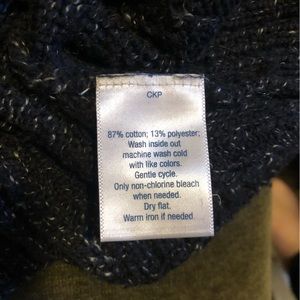 CKP
87% cotton; 13% polyester;
Wash inside out
machine wash cold
with like colors.
Gentle cycle.
Only non-chlorine bleach
when needed.
Dry flat.
Warm iron if needed.